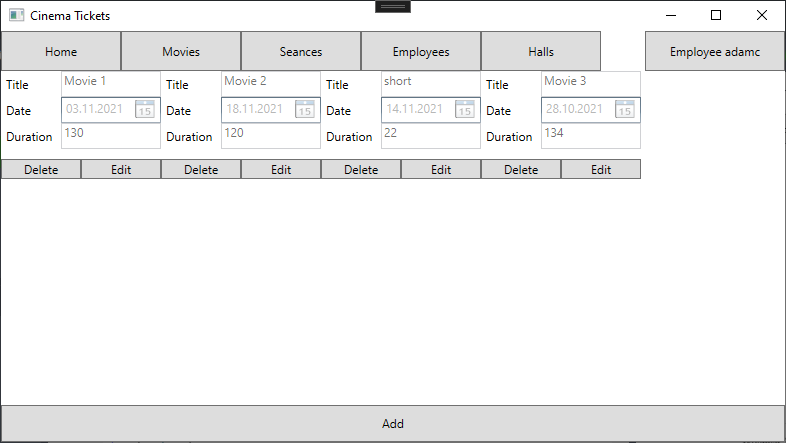 Cinema Tickets
Home Movies Seances Employees Halls Employee adamc
Title Movie 1 Title Movie 2 Title short Title Movie 3
Date 03.11.2021 15 Date 18.11.2021 15 Date 14.11.2021 15 Date 28.10.2021 15
Duration 130 Duration 120 Duration 22 Duration 134
Delete Edit Delete Edit Delete Edit Delete Edit
Add